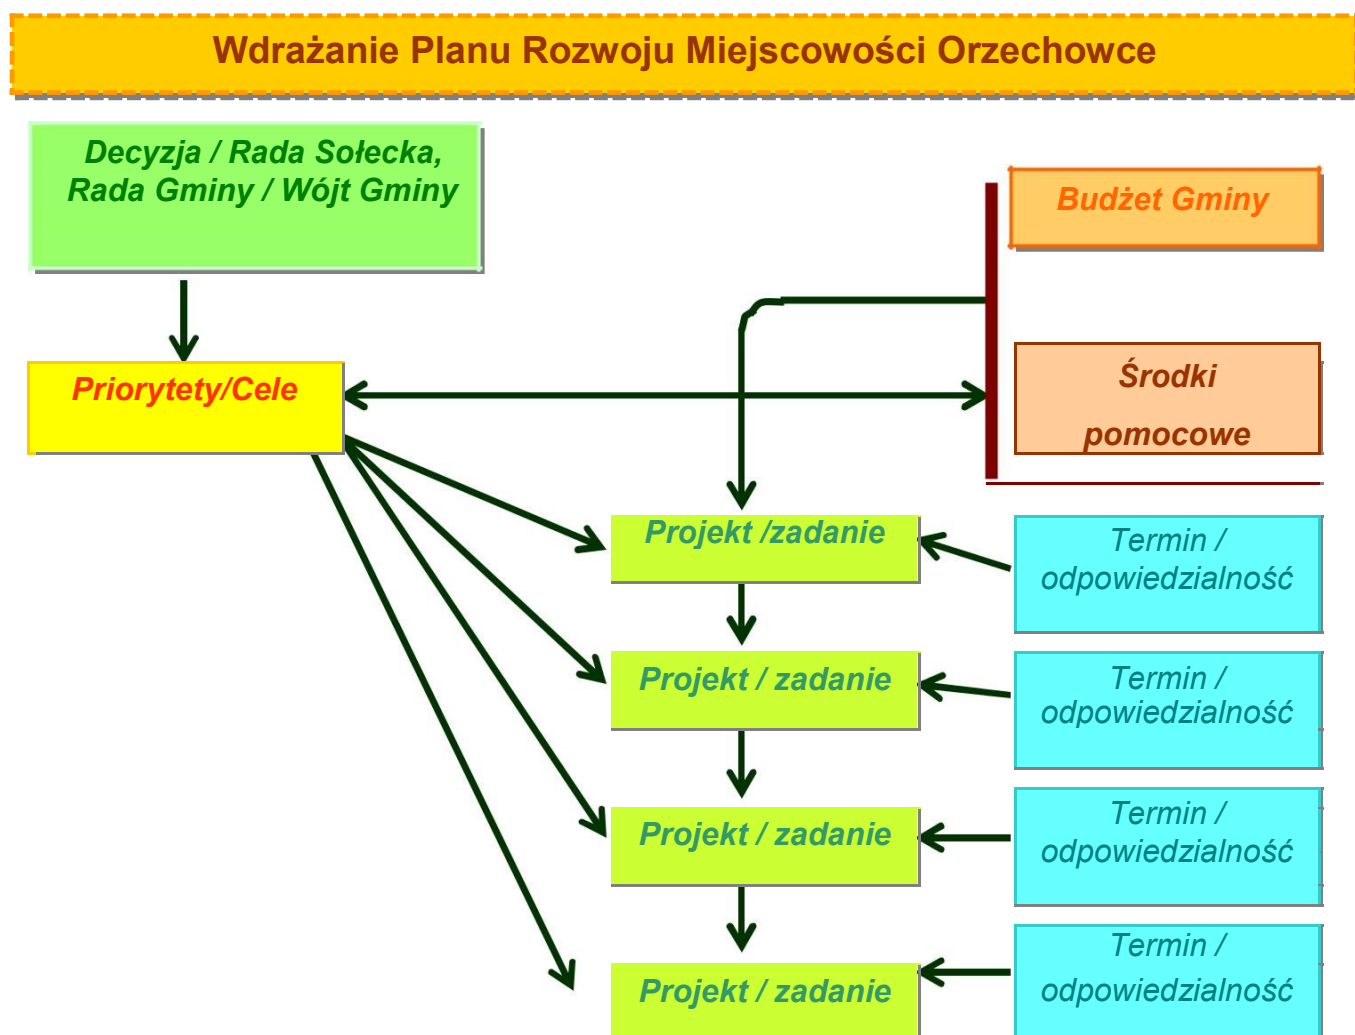 Wdrażanie Planu Rozwoju Miejscowości Orzechowce
Decyzja / Rada Sołecka,
Rada Gminy / Wójt Gminy
Budżet Gminy
Środki
pomocowe
Priorytety/Cele
Projekt /zadanie
Termin /
odpowiedzialność
Projekt / zadanie
Termin /
odpowiedzialność
Projekt / zadanie
Termin /
odpowiedzialność
Projekt / zadanie
Termin /
odpowiedzialność